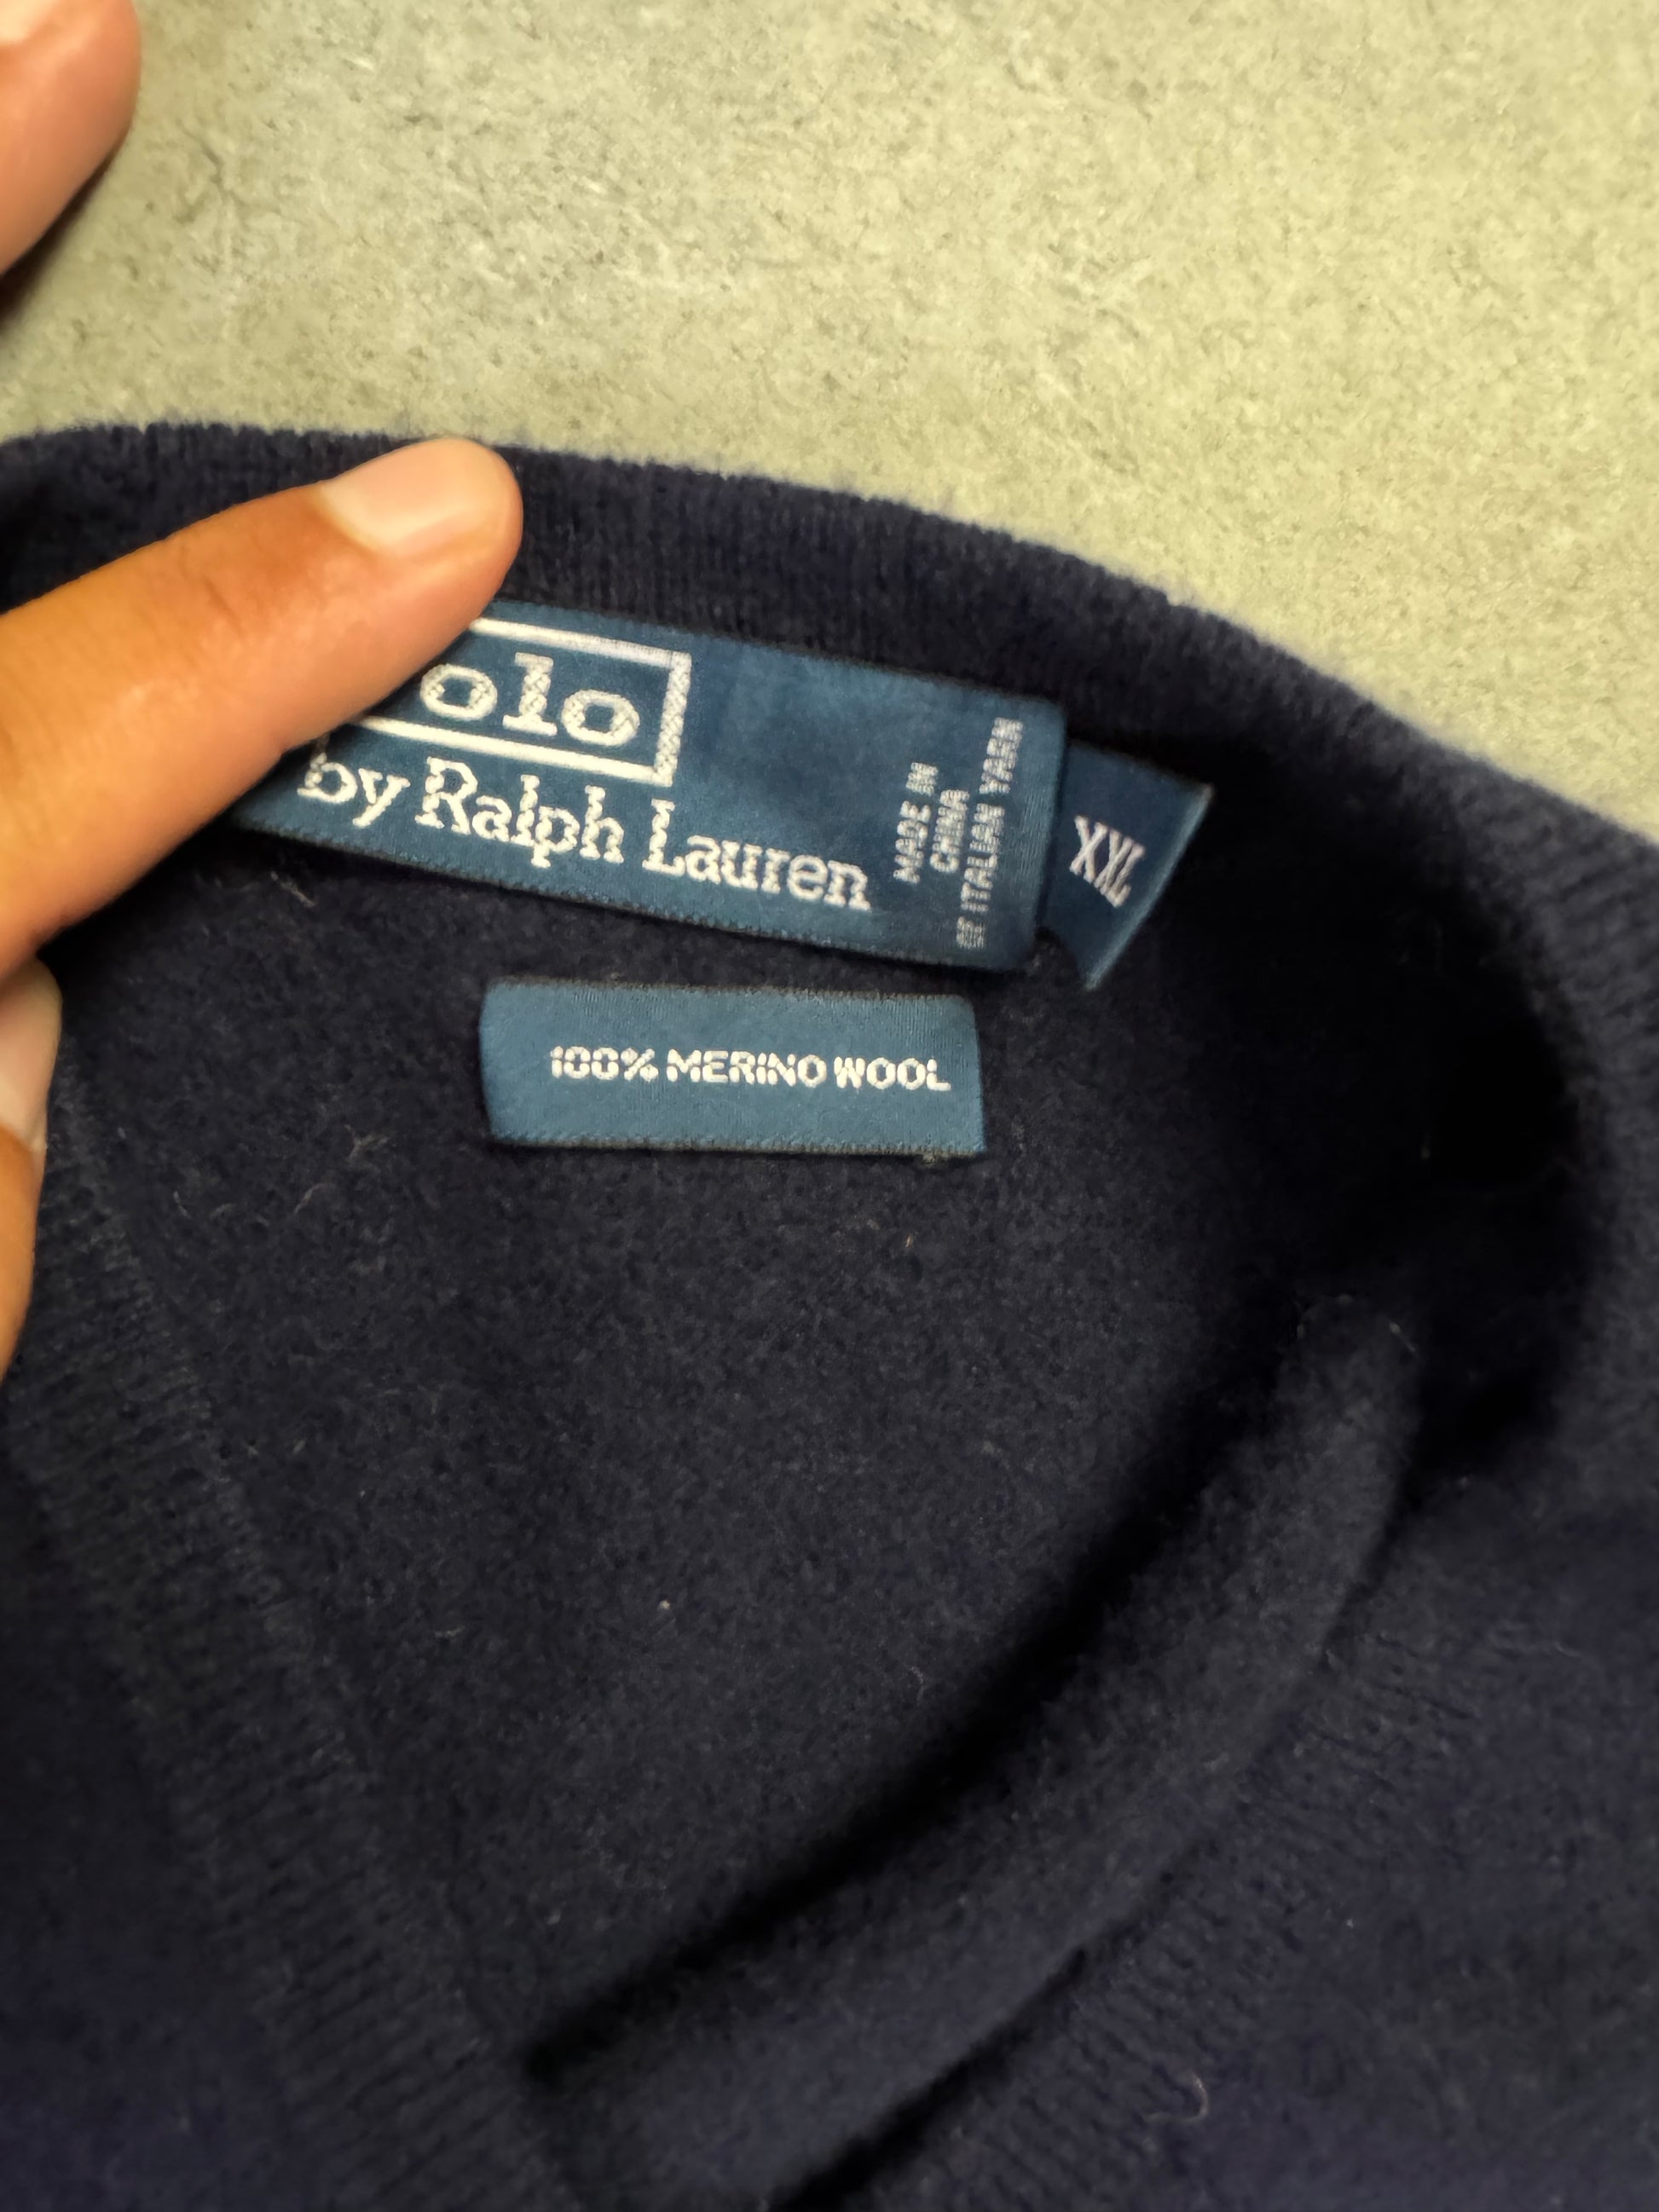 olo
by Ralph Lauren
MADE IN
CHINA
OF ITALIAN YARN
XXL
100% MERINO WOOL